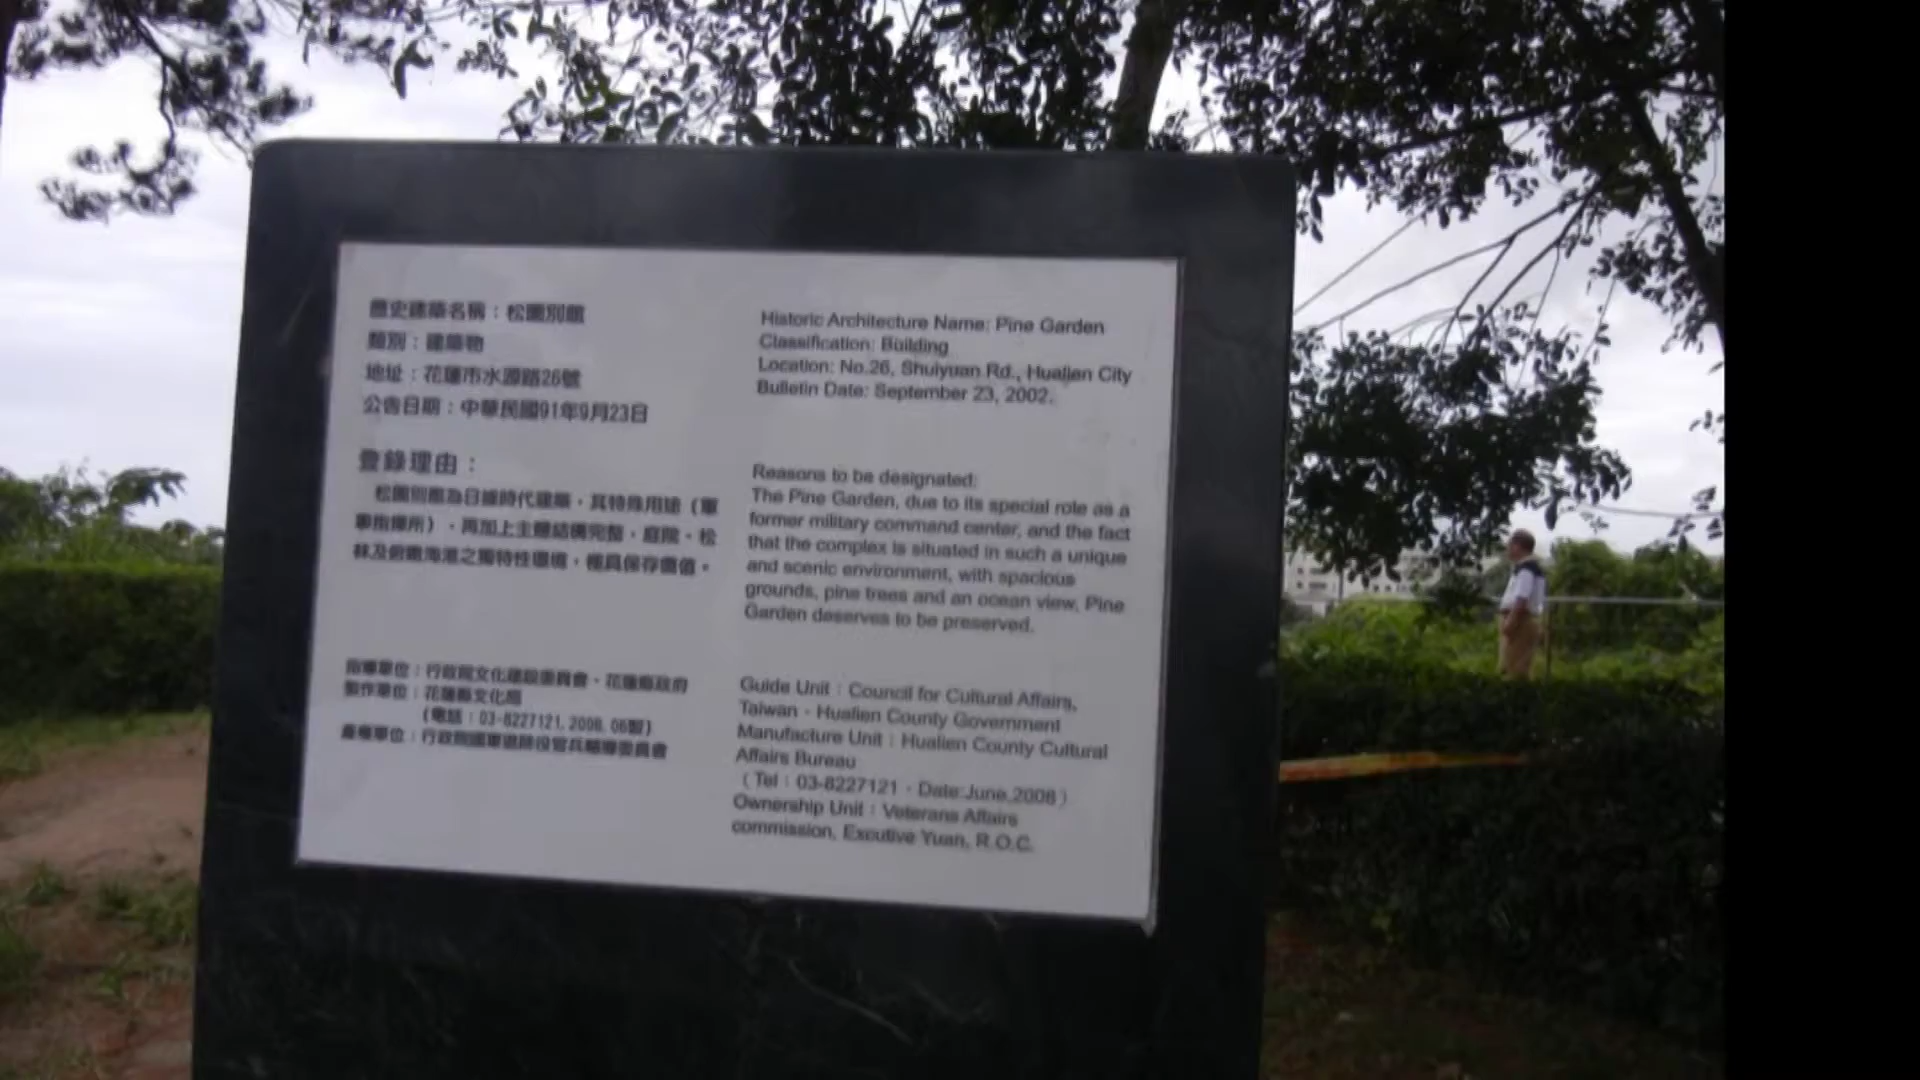 歷史建築名稱：松園別館
類別：建築物
地址：花蓮市水源路26號
公告日期：中華民國91年9月23日
登錄理由：
松園別館為日據時代建築，其特殊用途（軍
事指揮所），再加上主體結構完整，庭院、松
林及俯瞰海港之獨特性環境，極具保存價值。
指導單位：行政院文化建設委員會、花蓮縣政府
製作單位：花蓮縣文化局
(電話：03-8227121, 2008. 06製)
產權單位：行政院國軍退除役官兵輔導委員會
Historic Architecture Name: Pine Garden
Classification: Building
Location: No.26, Shuiyuan Rd., Hualien City
Bulletin Date: September 23, 2002.
Reasons to be designated:
The Pine Garden, due to its special role as a
former military command center, and the fact
that the complex is situated in such a unique
and scenic environment, with spacious
grounds, pine trees and an ocean view, Pine
Garden deserves to be preserved.
Guide Unit：Council for Cultural Affairs,
Taiwan、Hualien County Government
Manufacture Unit：Hualien County Cultural
Affairs Bureau
（Tel：03-8227121，Date:June,2008）
Ownership Unit：Veterans Affairs
commission, Excutive Yuan, R.O.C.